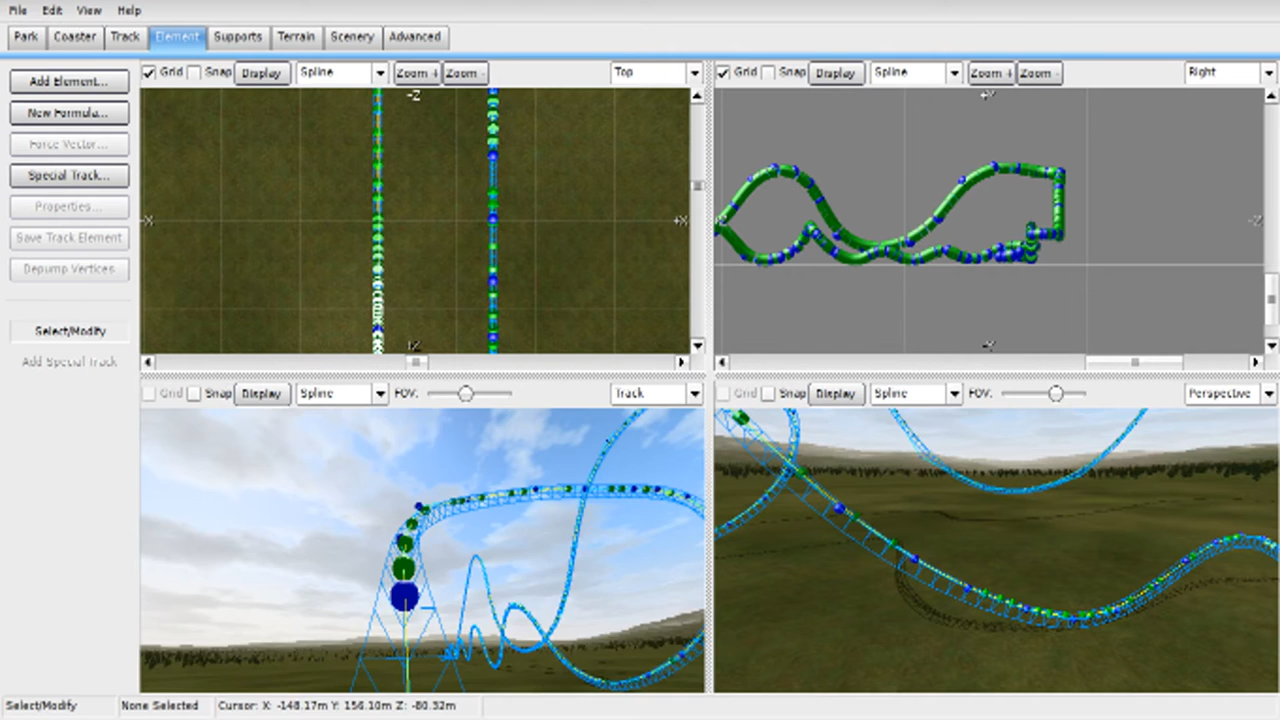 File Edit View Help
Park Coaster Track Element Supports Terrain Scenery Advanced
Add Element...
New Formula...
Force Vector...
Special Track...
Properties...
Save Track Element
Depump Vertices
Select/Modify
Add Special Track
Grid Snap Display Spline Zoom + Zoom - Top
Grid Snap Display Spline Zoom + Zoom - Right
-Z
-X +X
+Y
-Z
-Y
Grid Snap Display Spline FOV: Track
Grid Snap Display Spline FOV: Perspective
Select/Modify None Selected Cursor: X: -148.17m Y: 156.10m Z: -80.32m